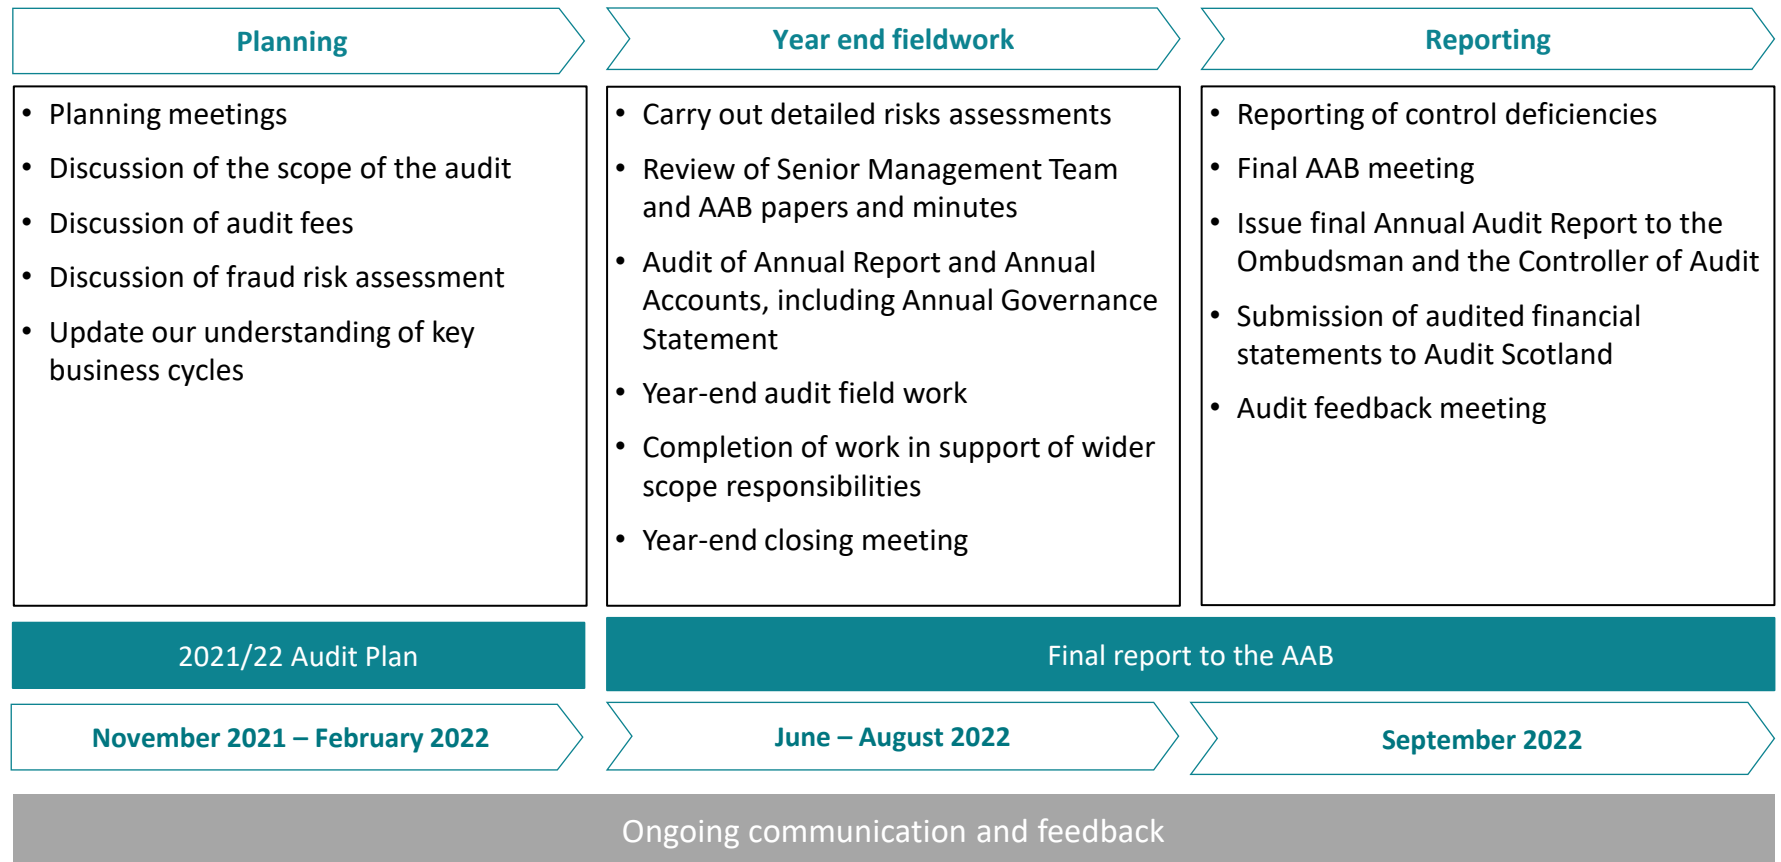 Planning
Year end fieldwork
Reporting
• Planning meetings
• Discussion of the scope of the audit
• Discussion of audit fees
• Discussion of fraud risk assessment
• Update our understanding of key
business cycles
• Carry out detailed risks assessments
• Review of Senior Management Team
and AAB papers and minutes
• Audit of Annual Report and Annual
Accounts, including Annual Governance
Statement
• Year-end audit field work
• Completion of work in support of wider
scope responsibilities
• Year-end closing meeting
• Reporting of control deficiencies
• Final AAB meeting
• Issue final Annual Audit Report to the
Ombudsman and the Controller of Audit
• Submission of audited financial
statements to Audit Scotland
• Audit feedback meeting
2021/22 Audit Plan
Final report to the AAB
November 2021 – February 2022
June – August 2022
September 2022
Ongoing communication and feedback